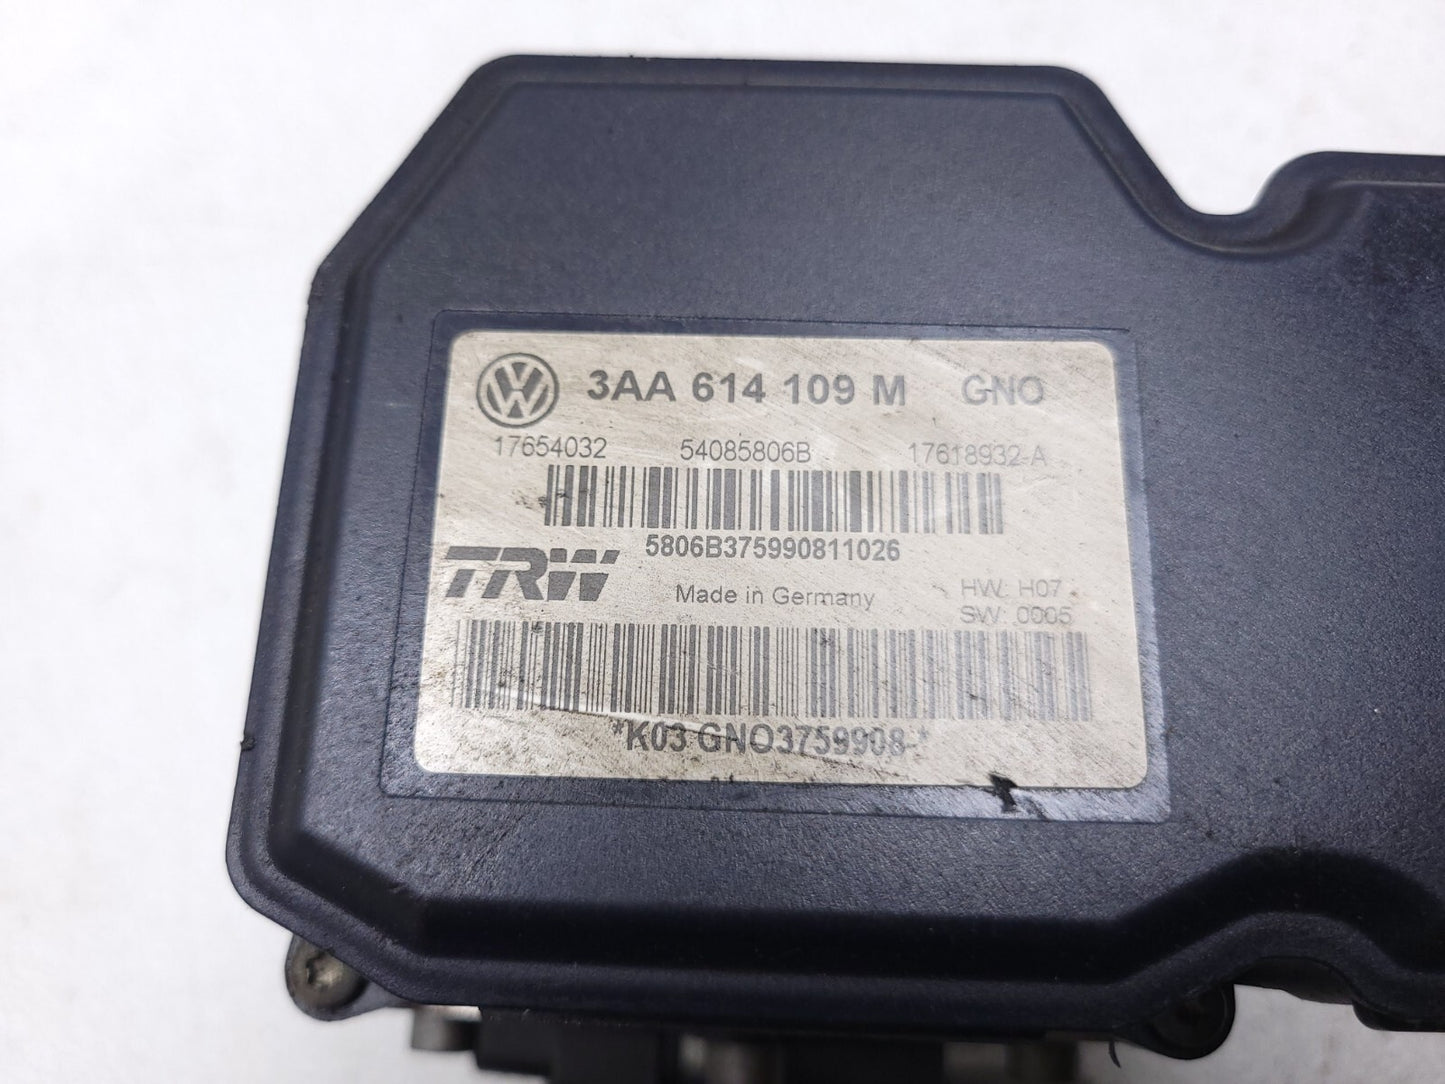 3AA 614 109 M GNO
17654032 54085806B 17618932-A
5806B375990811026
TRW
Made in Germany
HW: H07
SW: 0005
*K03 GNO3759908-*